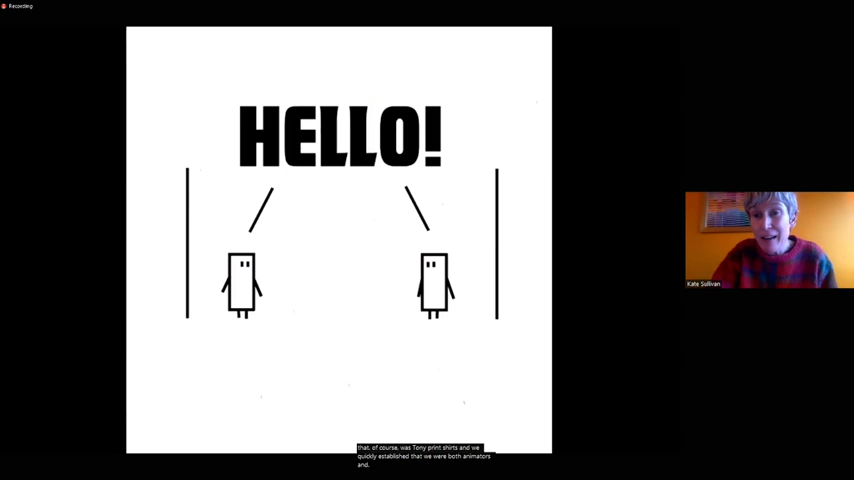 Recording
HELLO!
Kate Sullivan
that, of course, was Tony print shirts and we
quickly established that we were both animators
and.